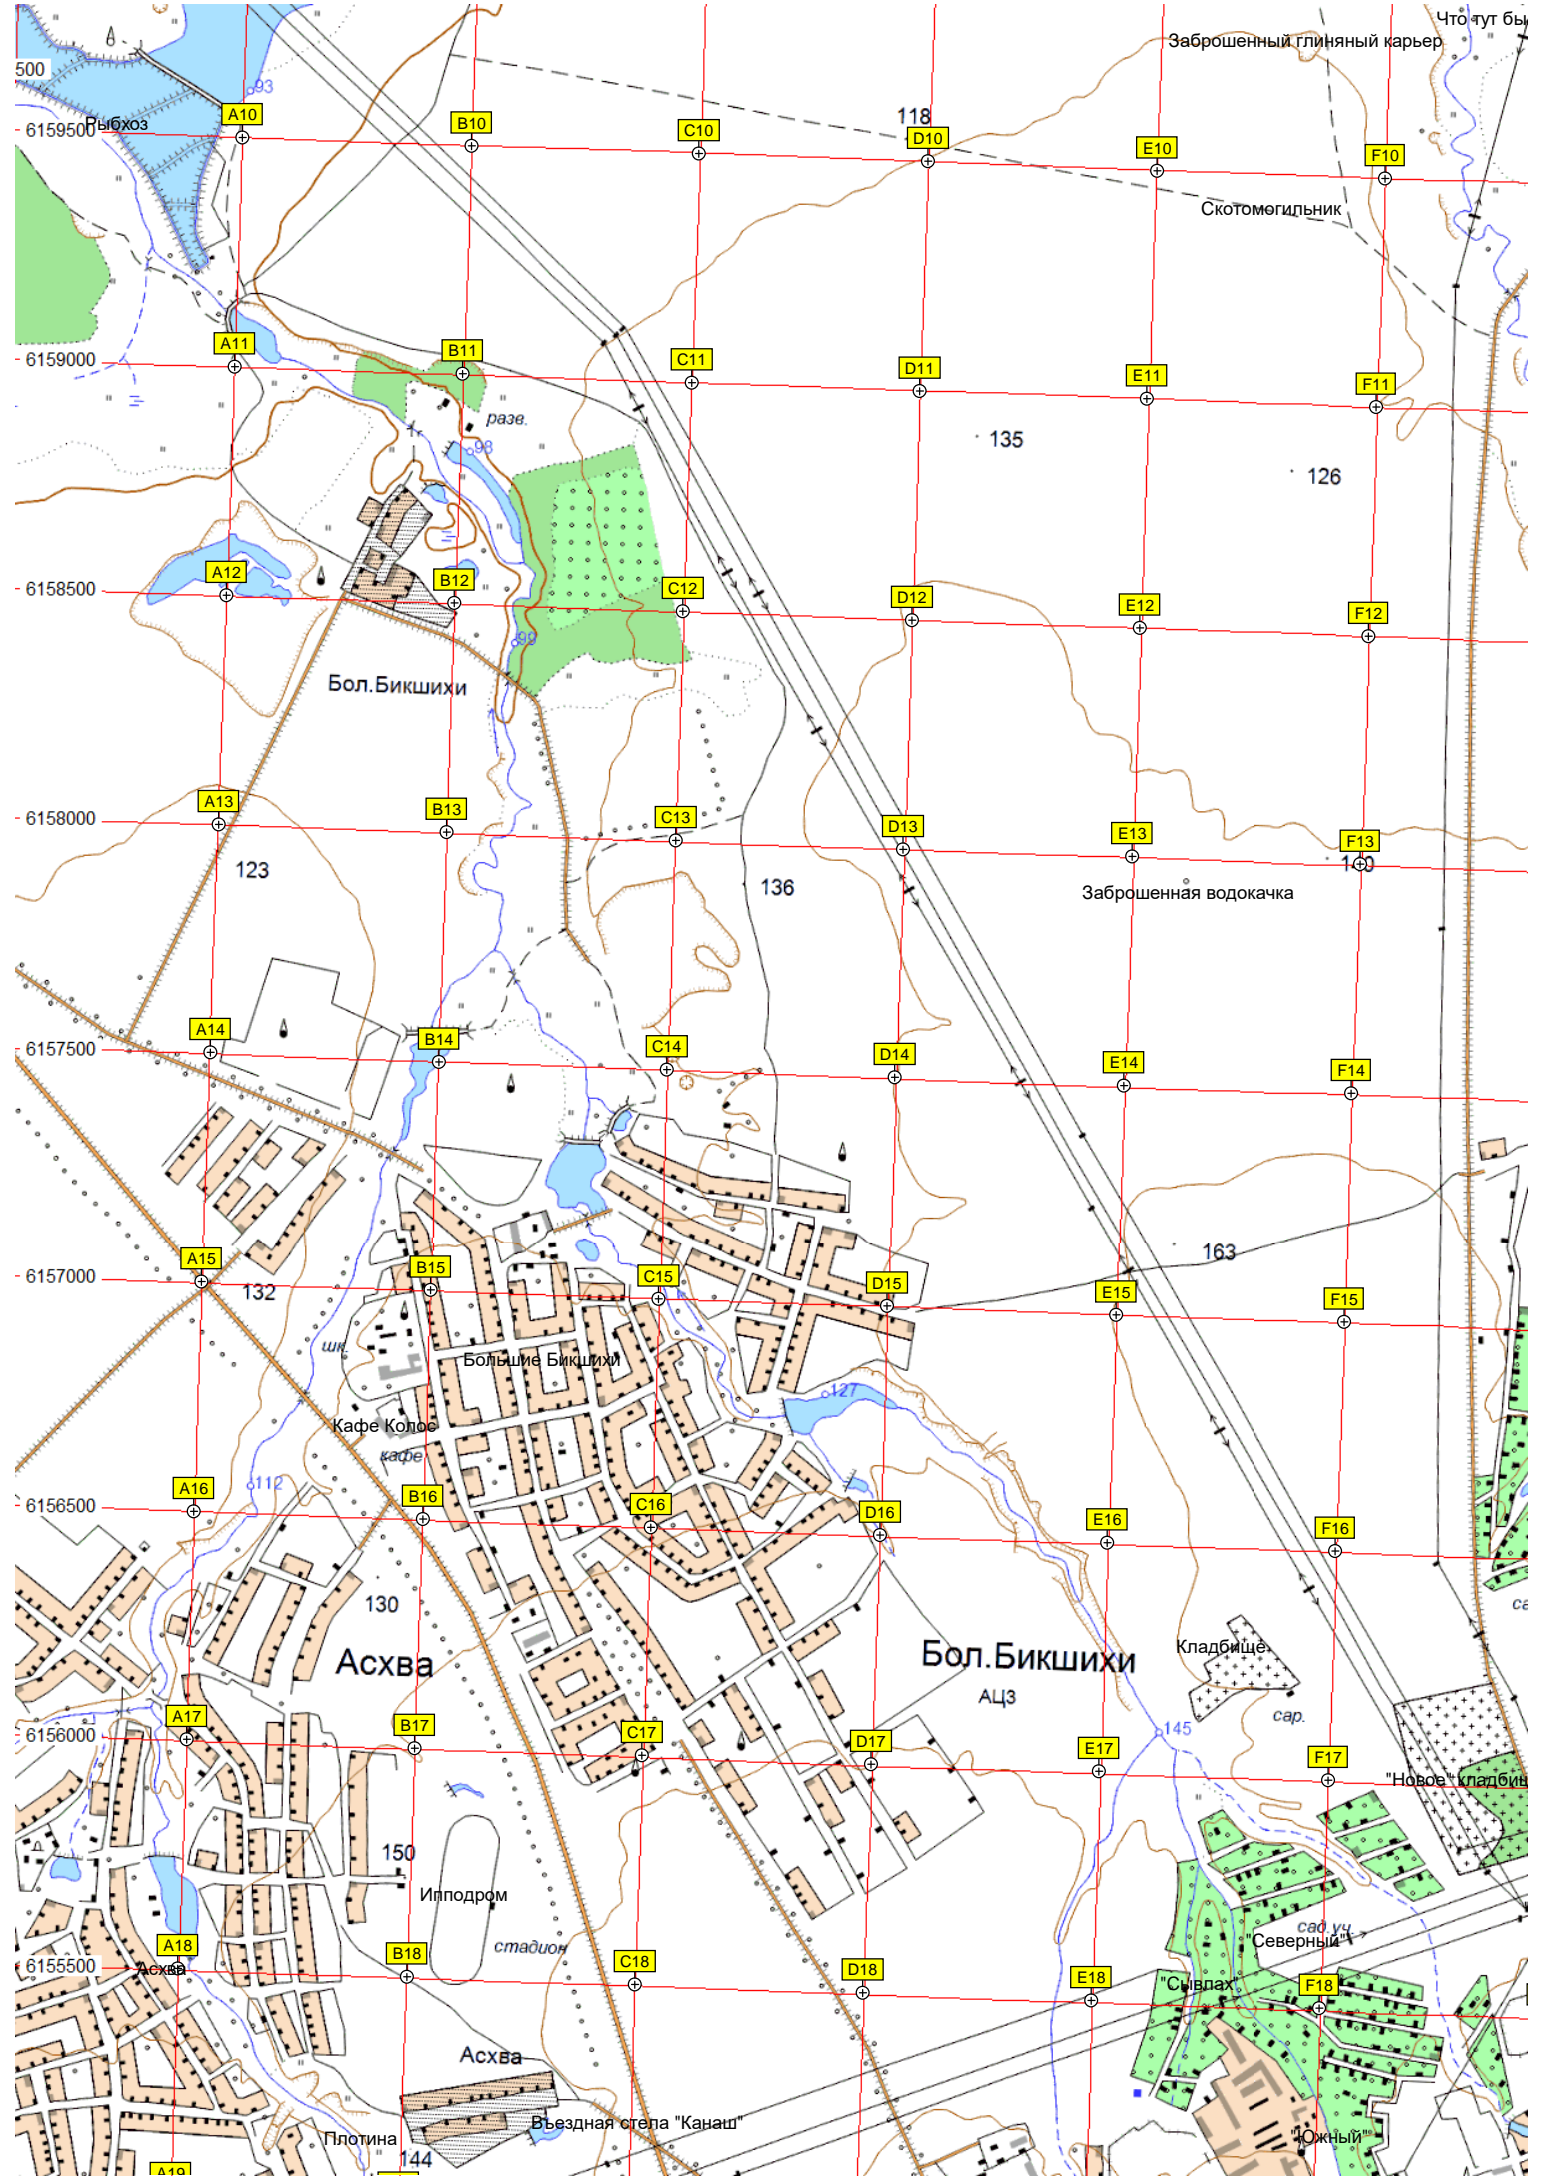 Что тут бы
Заброшенный глиняный карьер
500
93
118
Рыбхоз
6159500
A10
B10
C10
D10
E10
F10
Скотомогильник
6159000
A11
B11
C11
D11
E11
F11
разв.
98
135
126
6158500
A12
B12
C12
D12
E12
F12
99
Бол.Бикшихи
6158000
A13
B13
C13
D13
E13
F13
123
136
Заброшенная водокачка
6157500
A14
B14
C14
D14
E14
F14
163
6157000
A15
B15
C15
D15
E15
F15
132
шк.
Большие Бикшихи
127
Кафе Колос
кафе
112
6156500
A16
B16
C16
D16
E16
F16
130
са
Асхва
Бол.Бикшихи
Кладбище
АЦЗ
сар.
145
6156000
A17
B17
C17
D17
E17
F17
"Новое" кладбищ
150
Ипподром
стадион
сад.уч.
"Северный"
6155500
A18
B18
C18
D18
E18
F18
Асхва
"Сывлах"
Асхва
Въездная стела "Канаш"
Плотина
"Южный"
144
A19